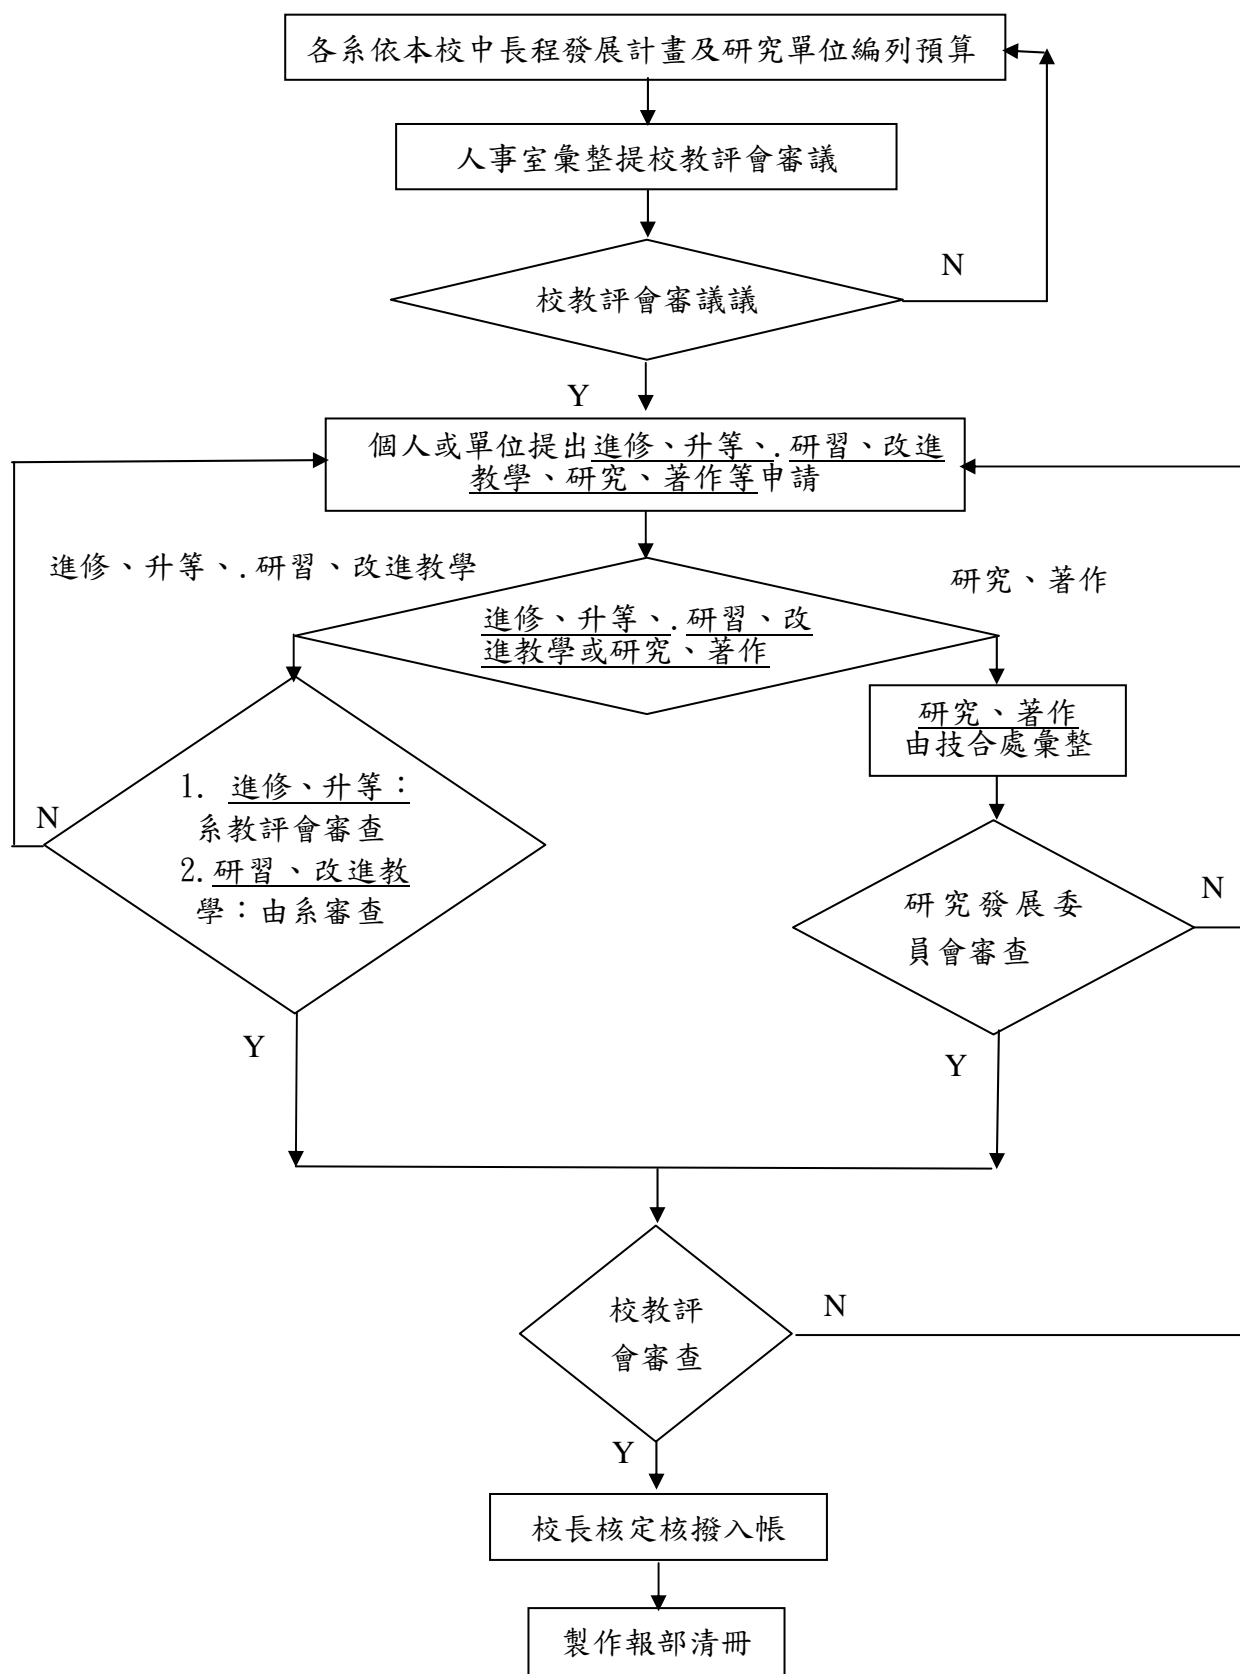 各系依本校中長程發展計畫及研究單位編列預算
人事室彙整提校教評會審議
N
校教評會審議議
Y
個人或單位提出進修、升等、.研習、改進
教學、研究、著作等申請
進修、升等、.研習、改進教學
研究、著作
進修、升等、.研習、改
進教學或研究、著作
研究、著作
由技合處彙整
1. 進修、升等：
系教評會審查
2.研習、改進教
學：由系審查
N
研究發展委
員會審查
N
Y
Y
校教評
會審查
N
Y
校長核定核撥入帳
製作報部清冊